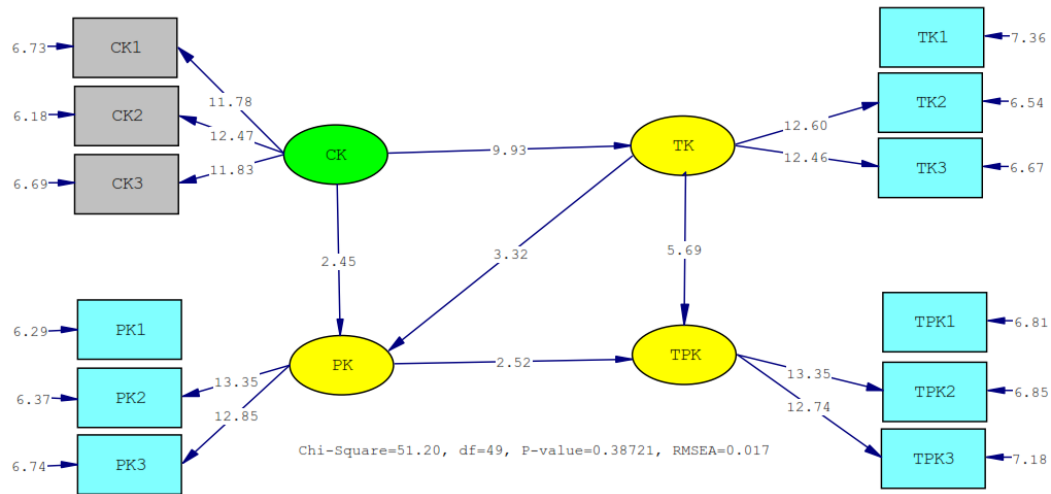 6.73 CK1
6.18 CK2
6.69 CK3
11.78
12.47
11.83
CK
9.93
TK
12.60
12.46
TK1 7.36
TK2 6.54
TK3 6.67
2.45
3.32
5.69
6.29 PK1
6.37 PK2
6.74 PK3
13.35
12.85
PK
2.52
TPK
13.35
12.74
TPK1 6.81
TPK2 6.85
TPK3 7.18
Chi-Square=51.20, df=49, P-value=0.38721, RMSEA=0.017